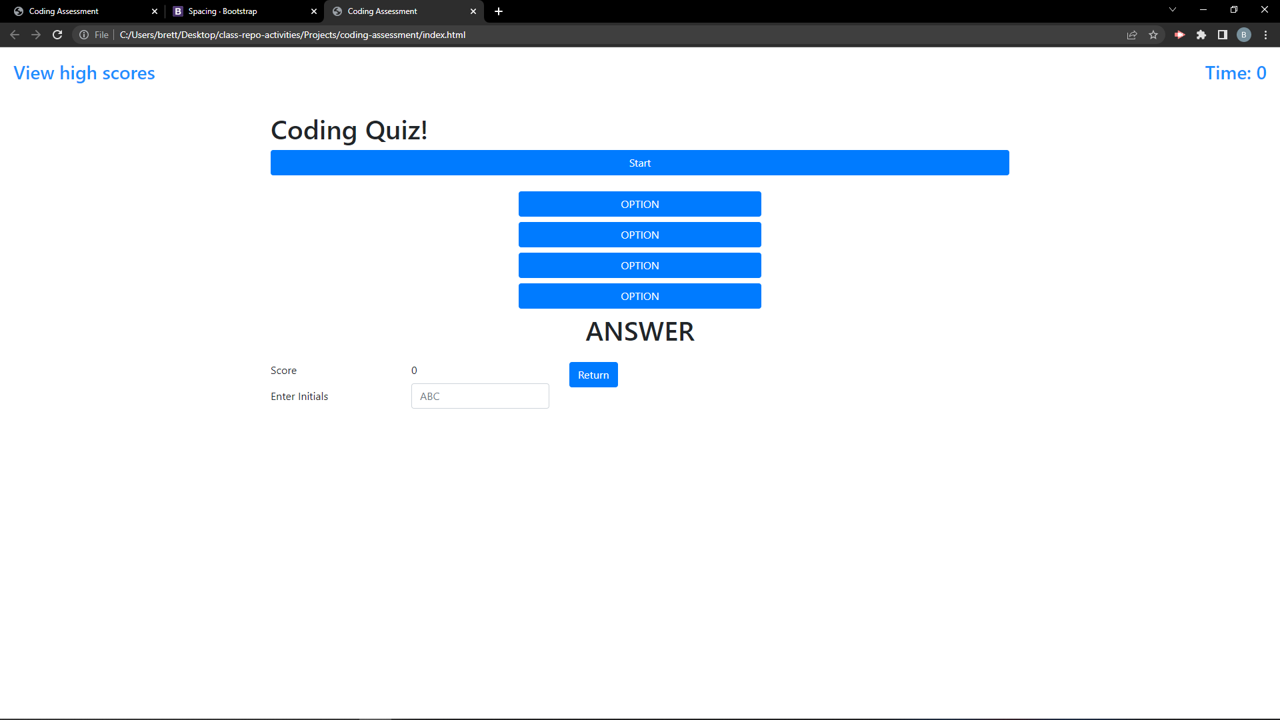 Coding Assessment
Spacing · Bootstrap
Coding Assessment
File
C:/Users/brett/Desktop/class-repo-activities/Projects/coding-assessment/index.html
B
View high scores
Time: 0
Coding Quiz!
Start
OPTION
OPTION
OPTION
OPTION
ANSWER
Score
0
Return
Enter Initials
ABC